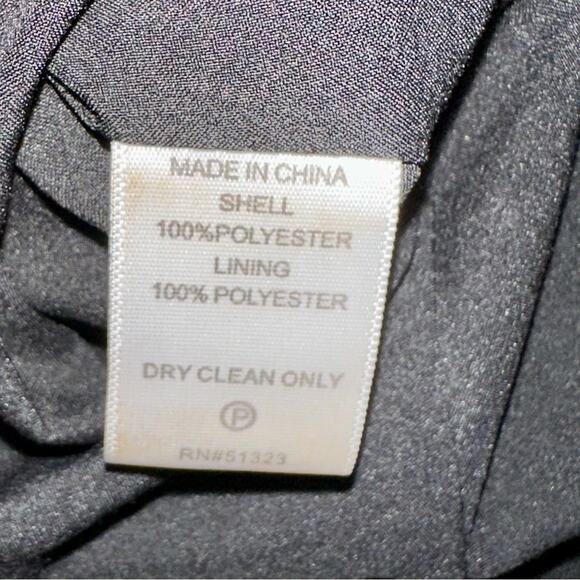 MADE IN CHINA
SHELL
100%POLYESTER
LINING
100% POLYESTER
DRY CLEAN ONLY
P
RN#51323